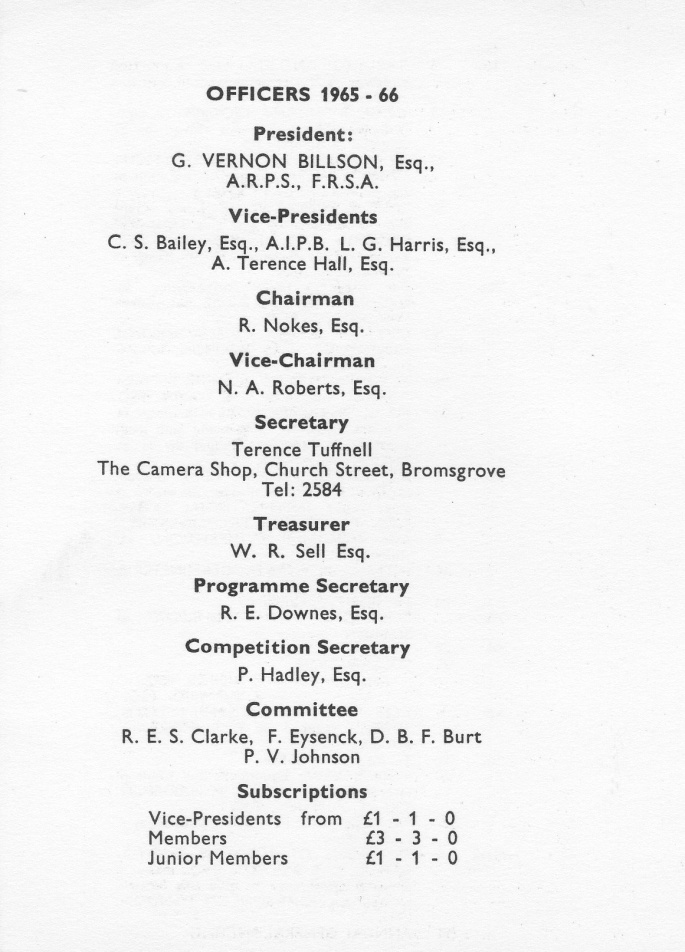 OFFICERS 1965 - 66
President:
G. VERNON BILLSON, Esq.,
A.R.P.S., F.R.S.A.
Vice-Presidents
C. S. Bailey, Esq., A.I.P.B. L. G. Harris, Esq.,
A. Terence Hall, Esq.
Chairman
R. Nokes, Esq.
Vice-Chairman
N. A. Roberts, Esq.
Secretary
Terence Tuffnell
The Camera Shop, Church Street, Bromsgrove
Tel: 2584
Treasurer
W. R. Sell Esq.
Programme Secretary
R. E. Downes, Esq.
Competition Secretary
P. Hadley, Esq.
Committee
R. E. S. Clarke, F. Eysenck, D. B. F. Burt
P. V. Johnson
Subscriptions
Vice-Presidents from £1 - 1 - 0
Members £3 - 3 - 0
Junior Members £1 - 1 - 0